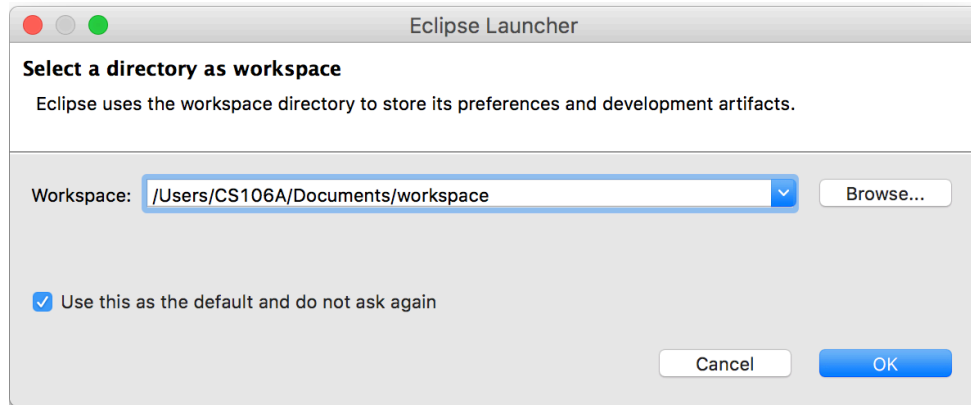 Eclipse Launcher
Select a directory as workspace
Eclipse uses the workspace directory to store its preferences and development artifacts.
Workspace: /Users/CS106A/Documents/workspace Browse...
Use this as the default and do not ask again
Cancel OK